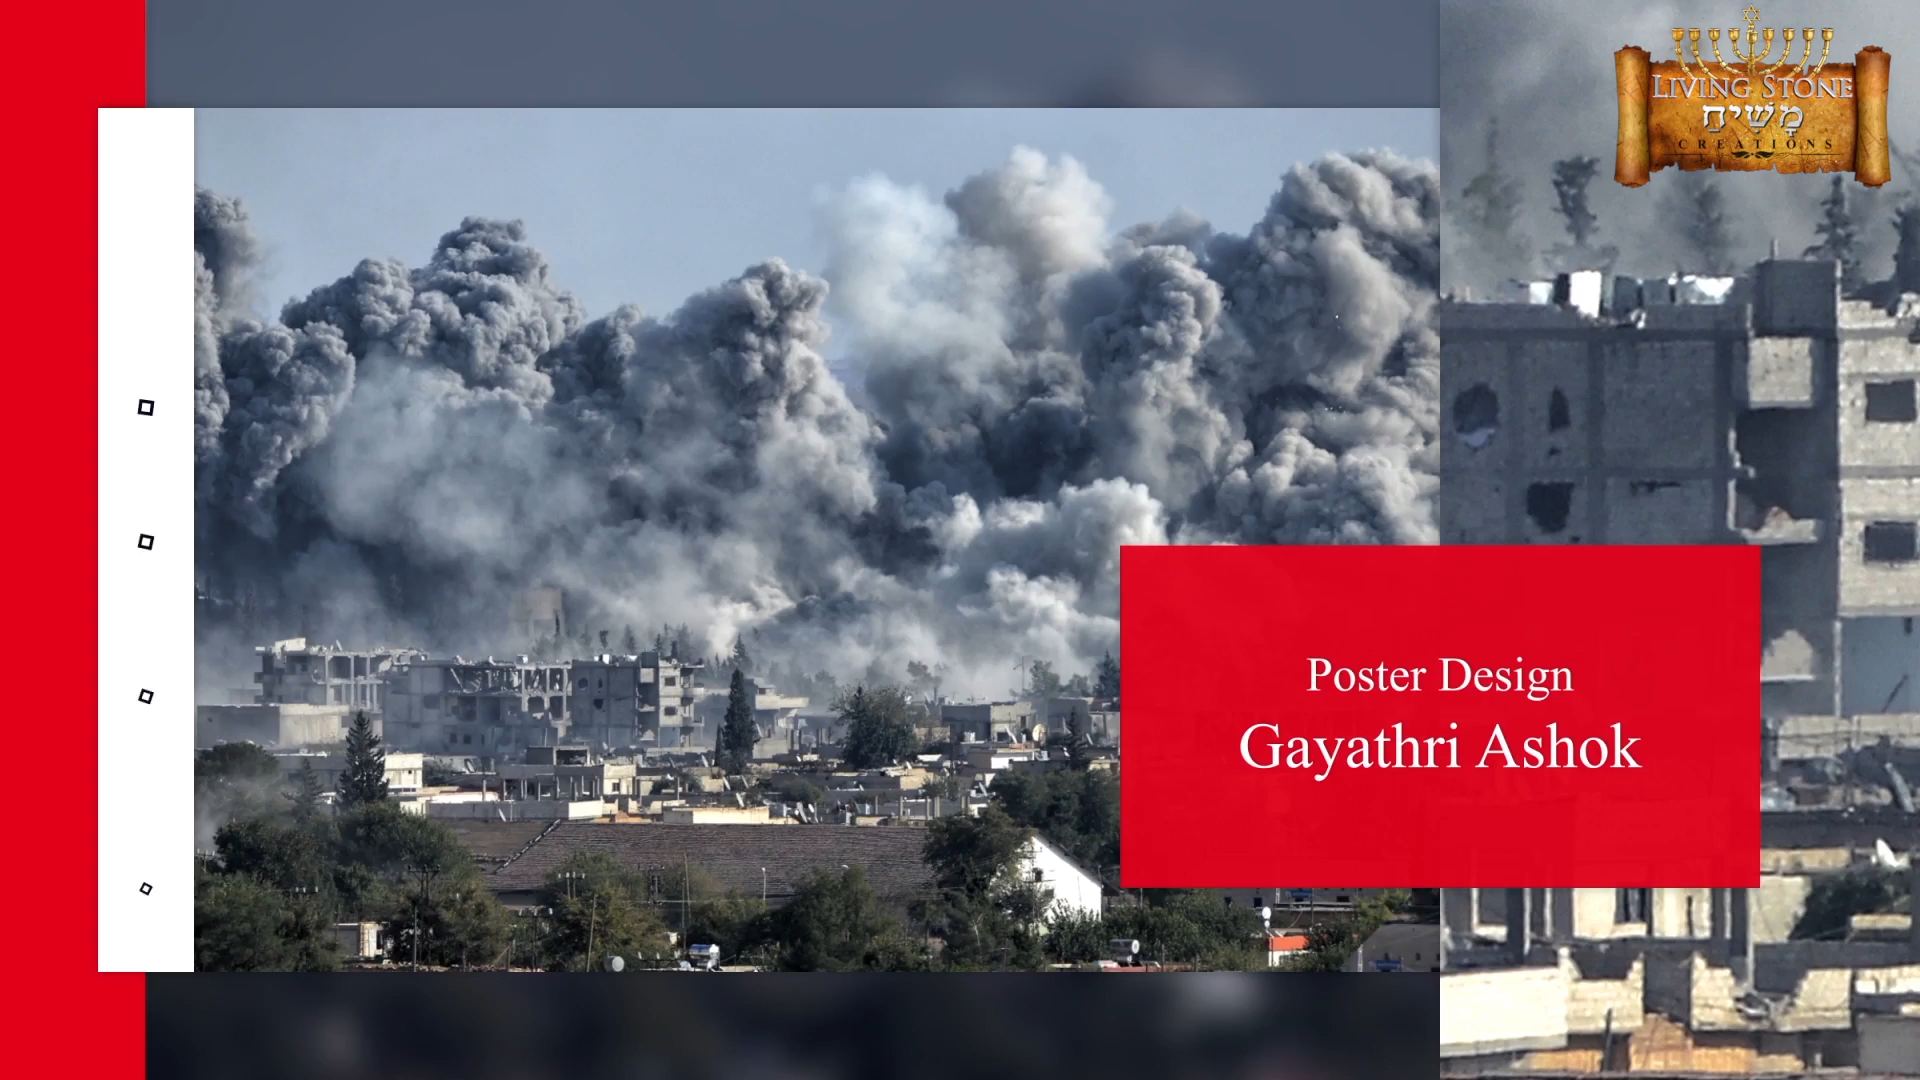 LIVING STONE
מָשִׁיחַ
CREATIONS
Poster Design
Gayathri Ashok